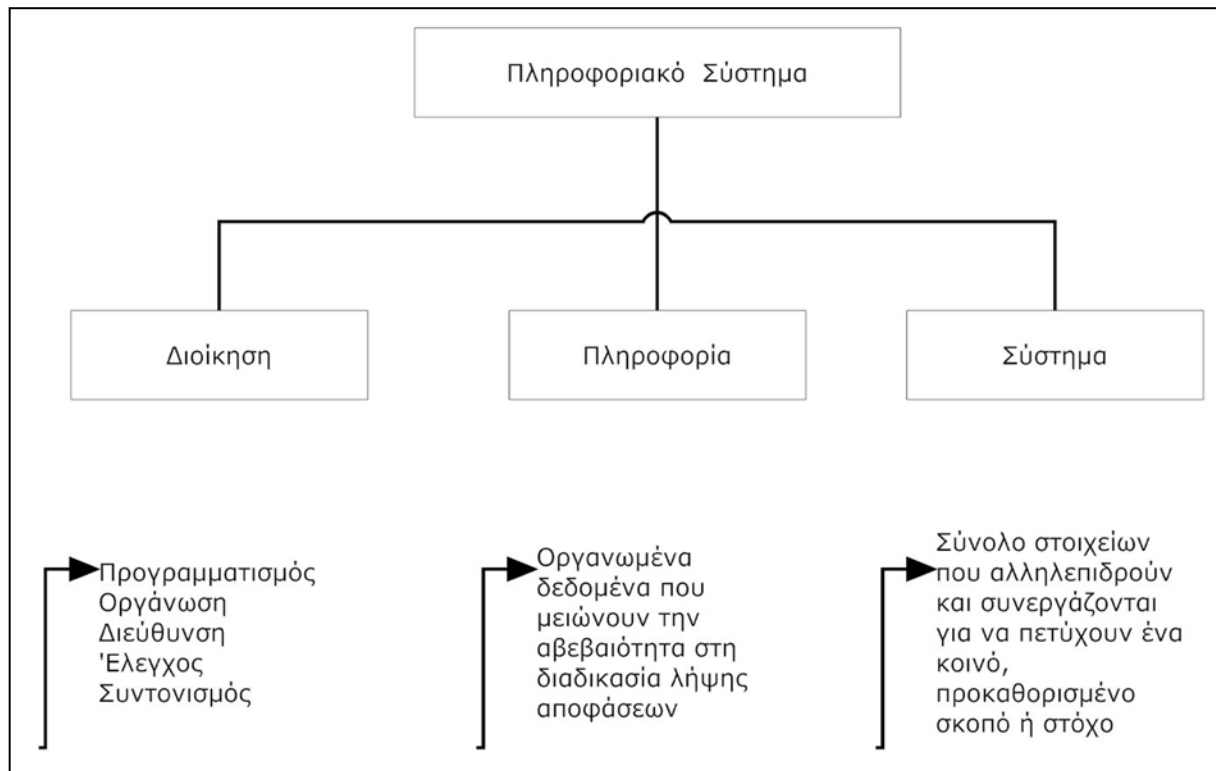 Πληροφοριακό Σύστημα
Διοίκηση
Πληροφορία
Σύστημα
Προγραμματισμός
Οργάνωση
Διεύθυνση
'Ελεγχος
Συντονισμός
Οργανωμένα
δεδομένα που
μειώνουν την
αβεβαιότητα στη
διαδικασία λήψης
αποφάσεων
Σύνολο στοιχείων
που αλληλεπιδρούν
και συνεργάζονται
για να πετύχουν ένα
κοινό,
προκαθορισμένο
σκοπό ή στόχο